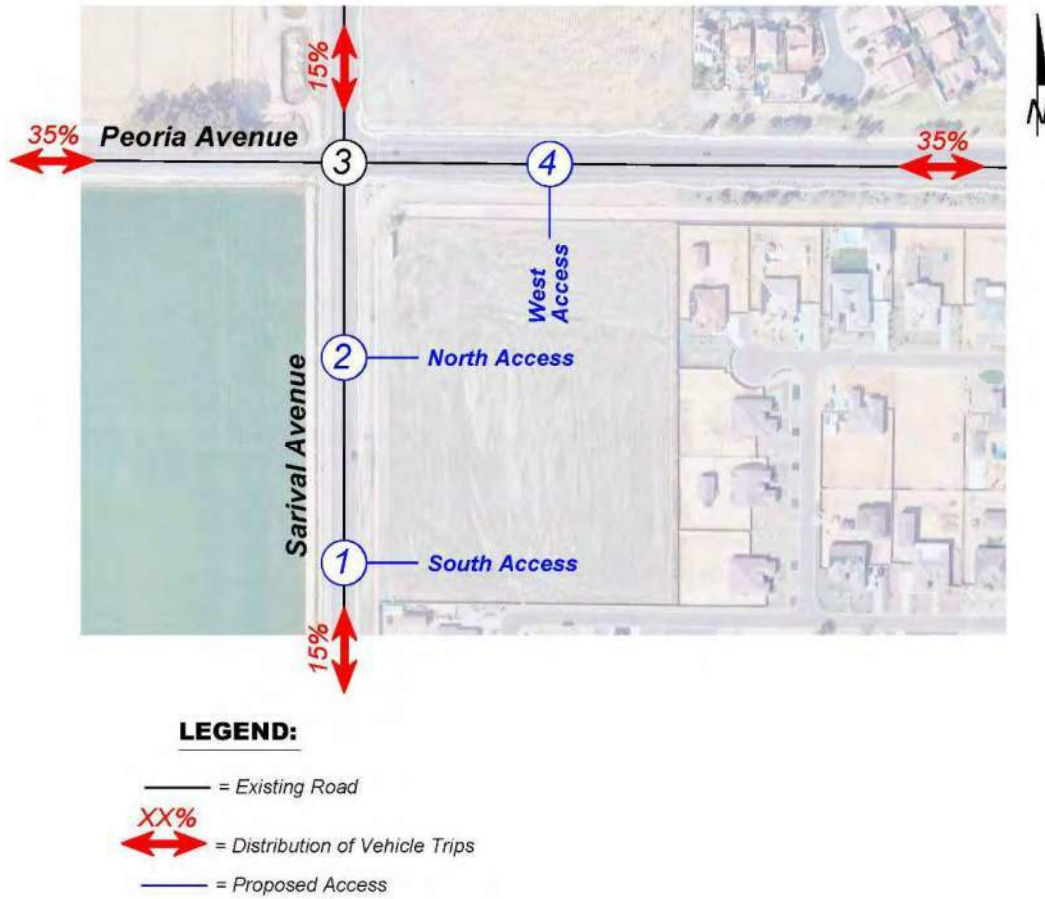 15%
35%
Peoria Avenue
3
4
35%
N
West
Access
2
North Access
Sarival Avenue
1
South Access
15%
LEGEND:
= Existing Road
XX%
= Distribution of Vehicle Trips
= Proposed Access